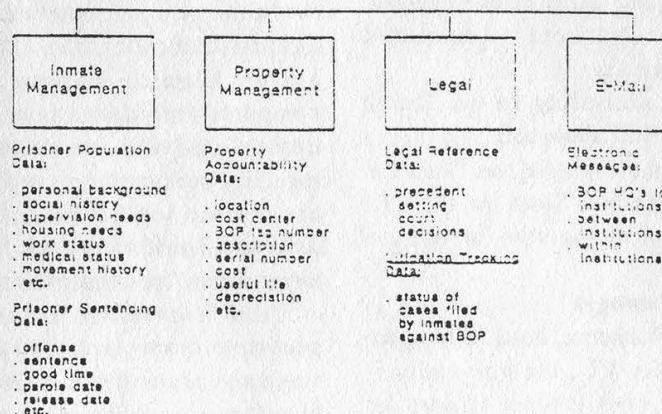 Inmate
Management
Prisoner Population
Data:
. personal background
. social history
. supervision needs
. housing needs
. work status
. medical status
. movement history
. etc.
Prisoner Sentencing
Data:
. offense
. sentence
. good time
. parole date
. release date
. etc.
Property
Management
Property
Accountability
Data:
. location
. cost center
. BOP tag number
. description
. serial number
. cost
. useful life
. depreciation
etc.
Legal
Legal Reference
Data:
. precedent
setting
court
decisions
Litigation Tracking
Data:
. status of
cases filed
by inmates
against BOP
E-Mail
Electronic
Messages:
. BOP HQ's to
institutions
. between
institutions
. within
institutions